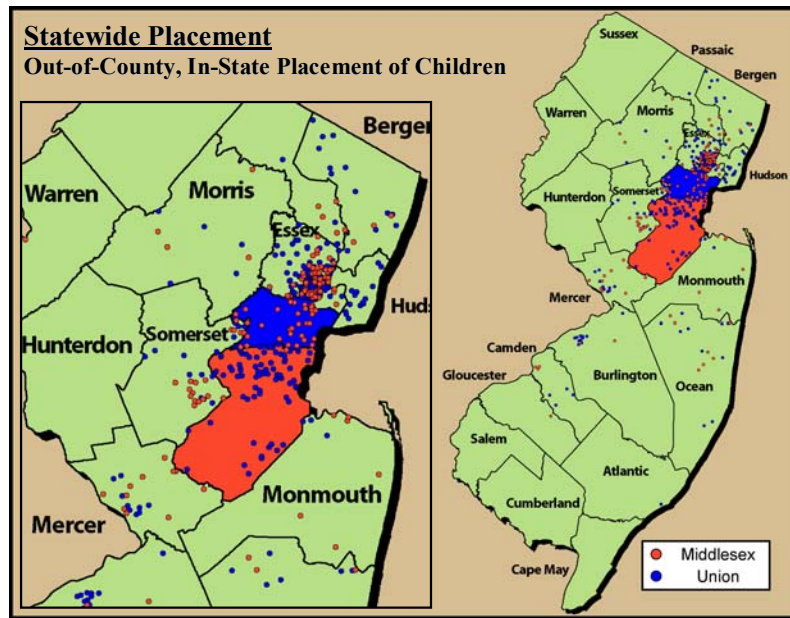 Statewide Placement
Out-of-County, In-State Placement of Children
Bergen
Warren
Morris
Essex
Hud
Somerset
Hunterdon
Monmouth
Mercer
Sussex
Passaic
Bergen
Morris
Warren
Essex
Hudson
Somerset
Hunterdon
Monmouth
Mercer
Camden
Gloucester
Burlington
Ocean
Salem
Atlantic
Cumberland
Cape May
Middlesex
Union